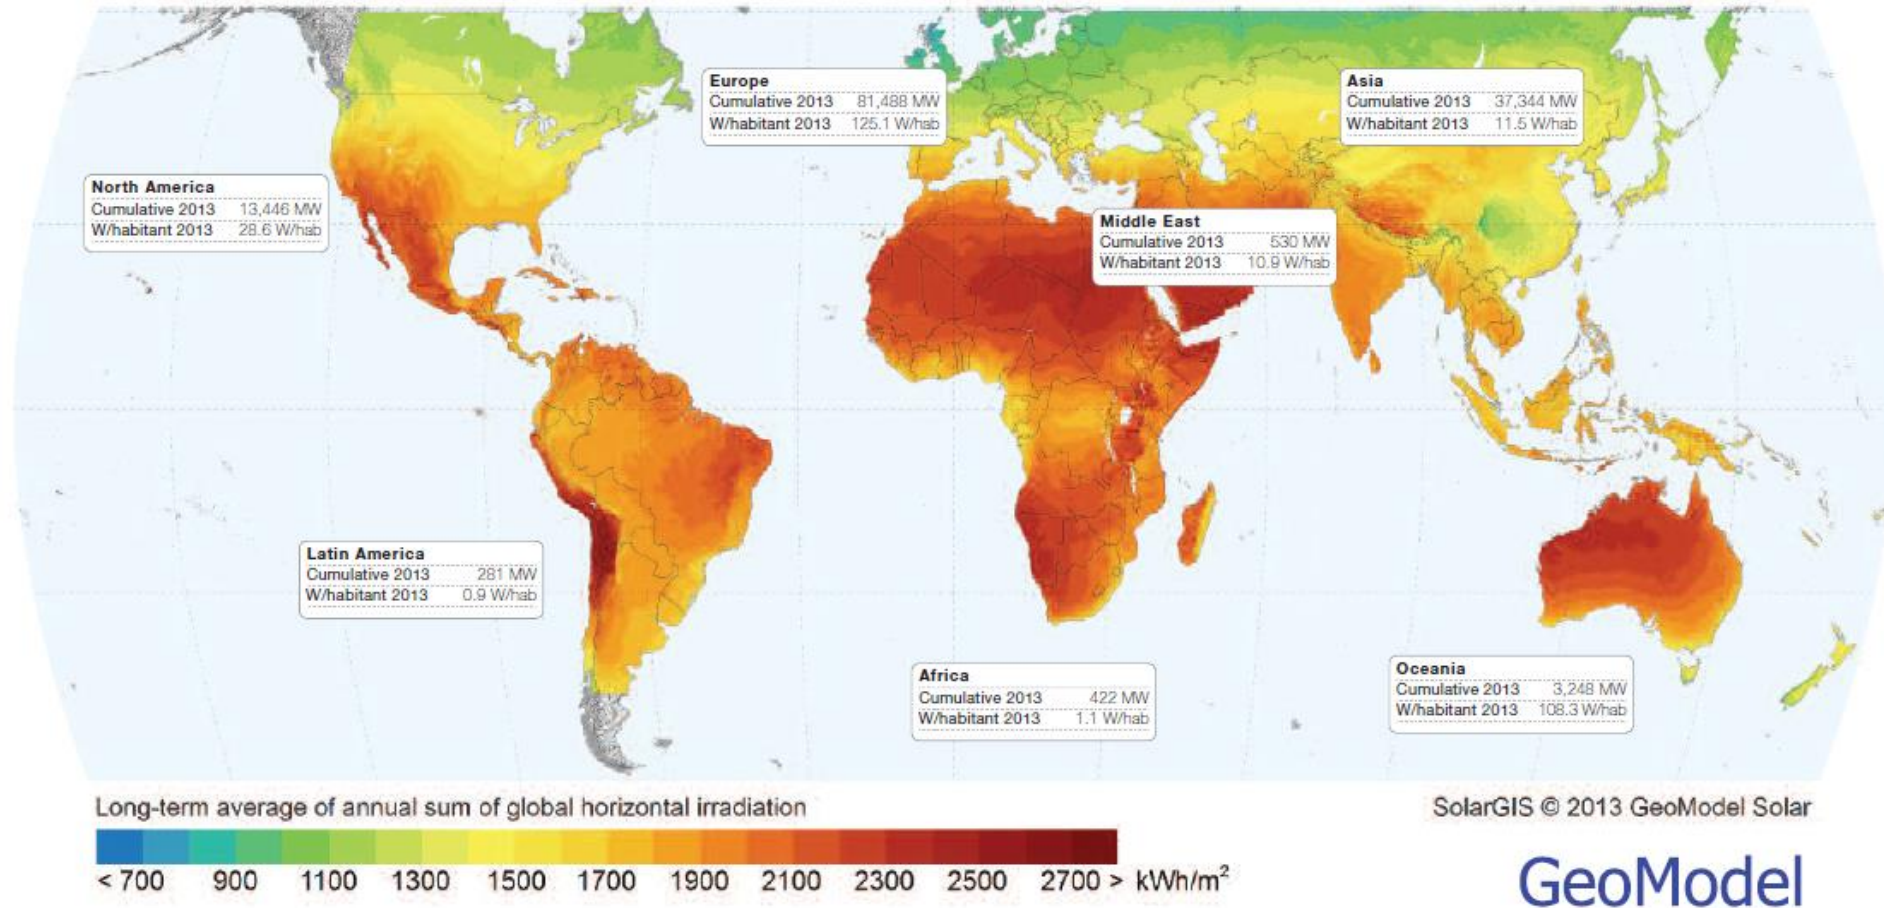 Europe
Cumulative 2013 81,488 MW
W/habitant 2013 125.1 W/hab
Asia
Cumulative 2013 37,344 MW
W/habitant 2013 11.5 W/hab
North America
Cumulative 2013 13,446 MW
W/habitant 2013 28.6 W/hab
Middle East
Cumulative 2013 530 MW
W/habitant 2013 10.9 W/hab
Latin America
Cumulative 2013 281 MW
W/habitant 2013 0.9 W/hab
Africa
Cumulative 2013 422 MW
W/habitant 2013 1.1 W/hab
Oceania
Cumulative 2013 3,248 MW
W/habitant 2013 108.3 W/hab
Long-term average of annual sum of global horizontal irradiation
SolarGIS © 2013 GeoModel Solar
< 700 900 1100 1300 1500 1700 1900 2100 2300 2500 2700 > kWh/m²
GeoModel